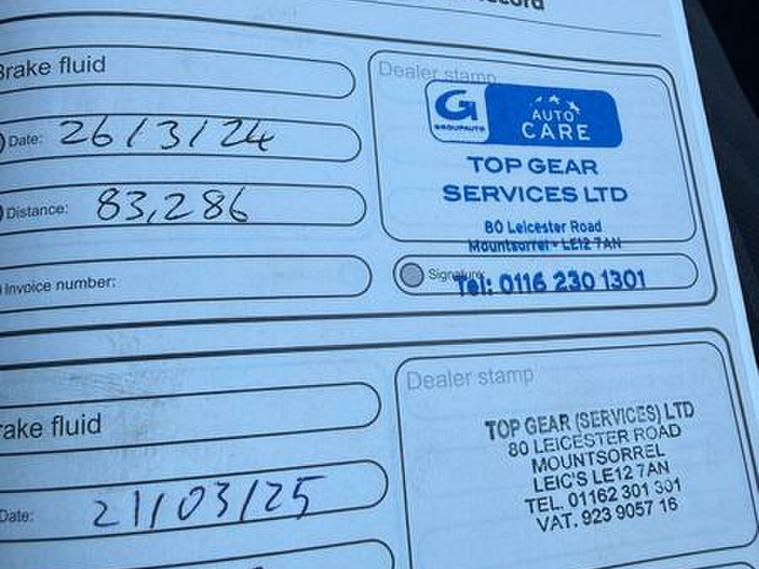 Brake fluid
Dealer stamp
G
GROUPAUTO
AUTO
CARE
Date: 26/3/24
TOP GEAR
SERVICES LTD
Distance: 83,286
80 Leicester Road
Mountsorrel - LE12 7AN
Invoice number:
Signature:
Tel: 0116 230 1301
Dealer stamp
rake fluid
TOP GEAR (SERVICES) LTD
80 LEICESTER ROAD
MOUNTSORREL
LEIC'S LE12 7AN
TEL. 01162 301 301
VAT. 923 9057 16
Date: 21/03/25